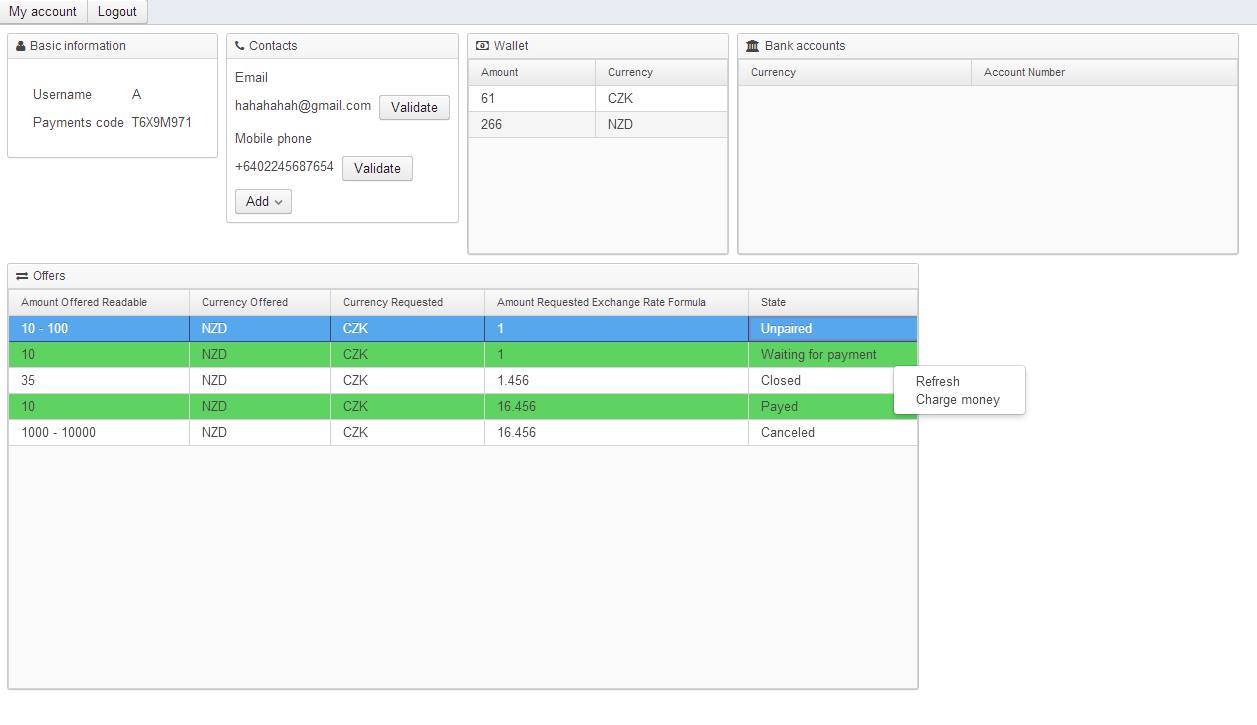 My account Logout
Basic information
Username A
Payments code T6X9M971
Contacts
Email
hahahahah@gmail.com Validate
Mobile phone
+6402245687654 Validate
Add
Wallet
Amount Currency
61 CZK
266 NZD
Bank accounts
Currency Account Number
Offers
Amount Offered Readable Currency Offered Currency Requested Amount Requested Exchange Rate Formula State
10 - 100 NZD CZK 1 Unpaired
10 NZD CZK 1 Waiting for payment
35 NZD CZK 1.456 Closed
10 NZD CZK 16.456 Payed
1000 - 10000 NZD CZK 16.456 Canceled
Refresh
Charge money